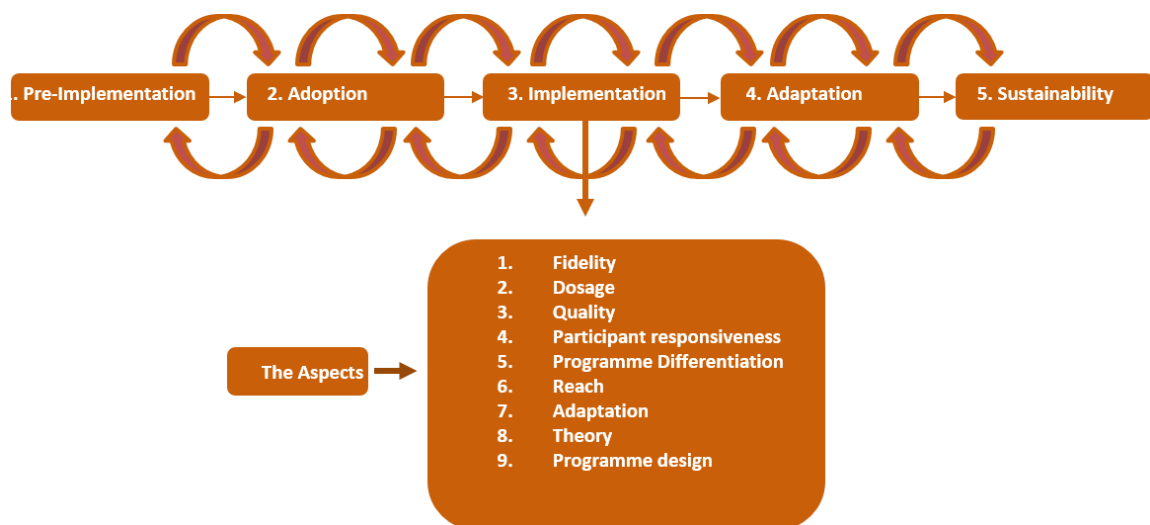 . Pre-Implementation
2. Adoption
3. Implementation
4. Adaptation
5. Sustainability
1. Fidelity
2. Dosage
3. Quality
4. Participant responsiveness
5. Programme Differentiation
6. Reach
7. Adaptation
8. Theory
9. Programme design
The Aspects